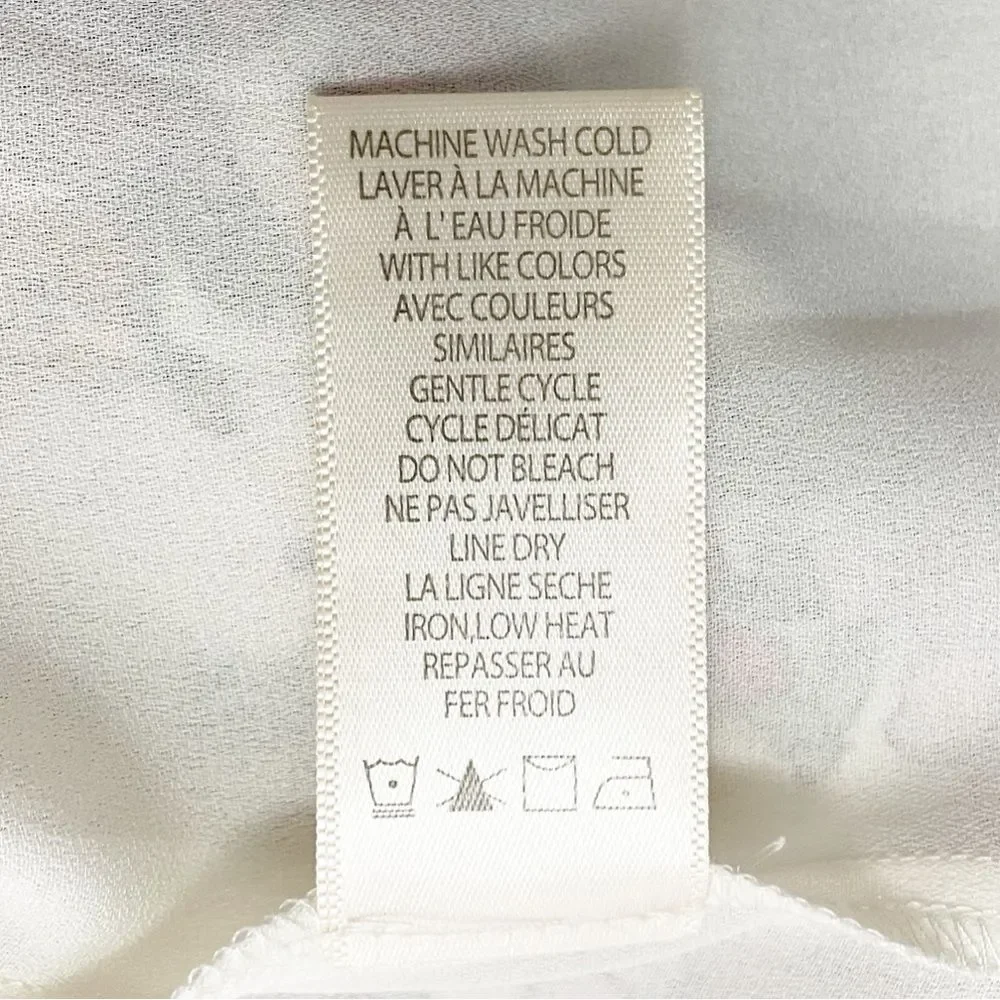 MACHINE WASH COLD
LAVER À LA MACHINE
À L' EAU FROIDE
WITH LIKE COLORS
AVEC COULEURS
SIMILAIRES
GENTLE CYCLE
CYCLE DÉLICAT
DO NOT BLEACH
NE PAS JAVELLISER
LINE DRY
LA LIGNE SECHE
IRON,LOW HEAT
REPASSER AU
FER FROID